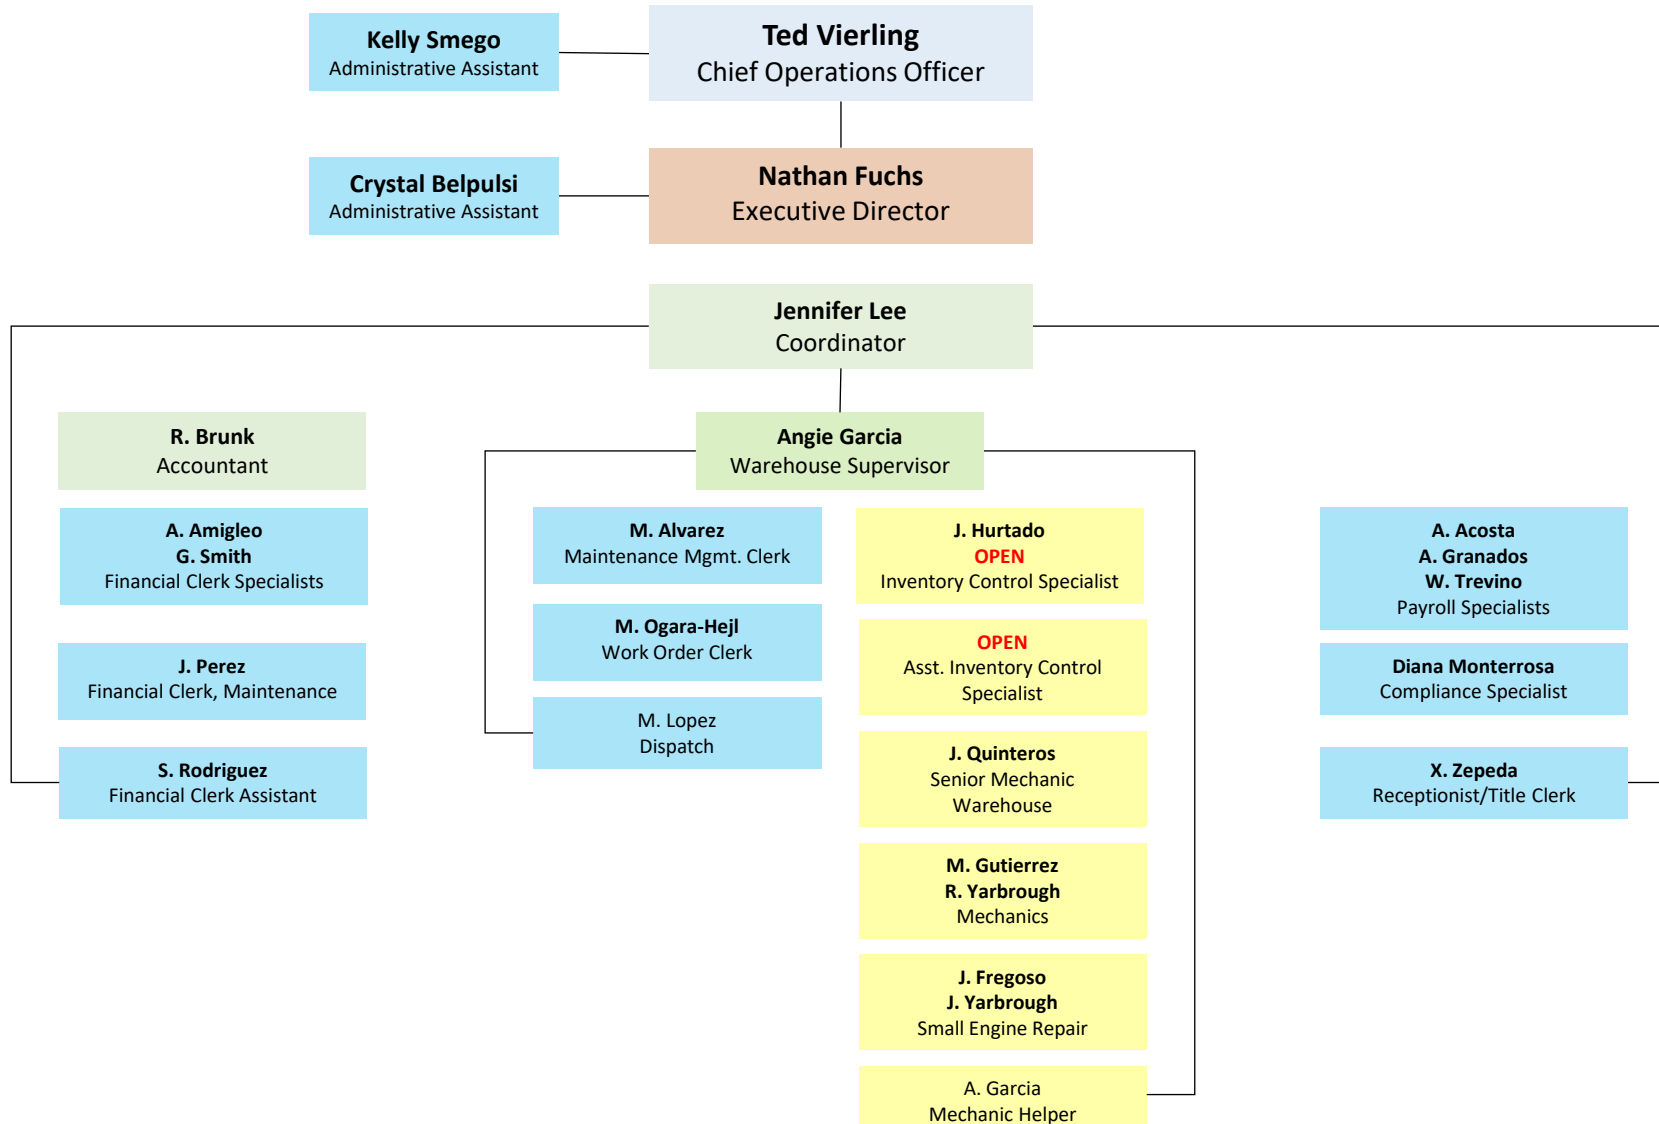 Kelly Smego
Administrative Assistant
Ted Vierling
Chief Operations Officer
Crystal Belpulsi
Administrative Assistant
Nathan Fuchs
Executive Director
Jennifer Lee
Coordinator
R. Brunk
Accountant
A. Amigleo
G. Smith
Financial Clerk Specialists
J. Perez
Financial Clerk, Maintenance
S. Rodriguez
Financial Clerk Assistant
Angie Garcia
Warehouse Supervisor
M. Alvarez
Maintenance Mgmt. Clerk
M. Ogara-Hejl
Work Order Clerk
M. Lopez
Dispatch
J. Hurtado
OPEN
Inventory Control Specialist
OPEN
Asst. Inventory Control
Specialist
J. Quinteros
Senior Mechanic
Warehouse
M. Gutierrez
R. Yarbrough
Mechanics
J. Fregoso
J. Yarbrough
Small Engine Repair
A. Garcia
Mechanic Helper
A. Acosta
A. Granados
W. Trevino
Payroll Specialists
Diana Monterrosa
Compliance Specialist
X. Zepeda
Receptionist/Title Clerk